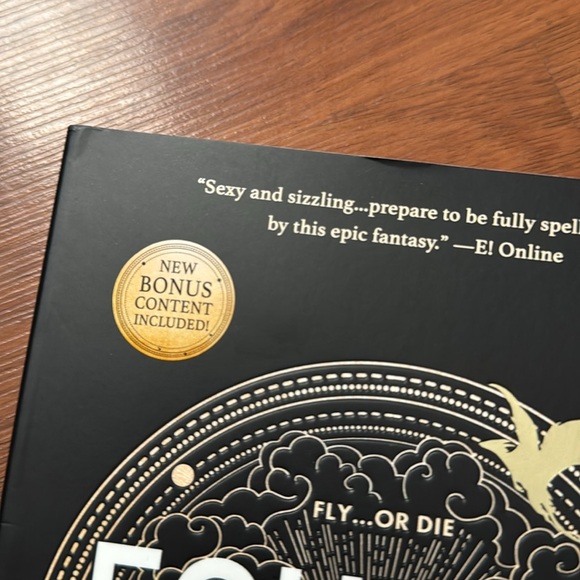 “Sexy and sizzling...prepare to be fully spell
by this epic fantasy.” —E! Online
NEW
BONUS
CONTENT
INCLUDED!
FLY...OR DIE